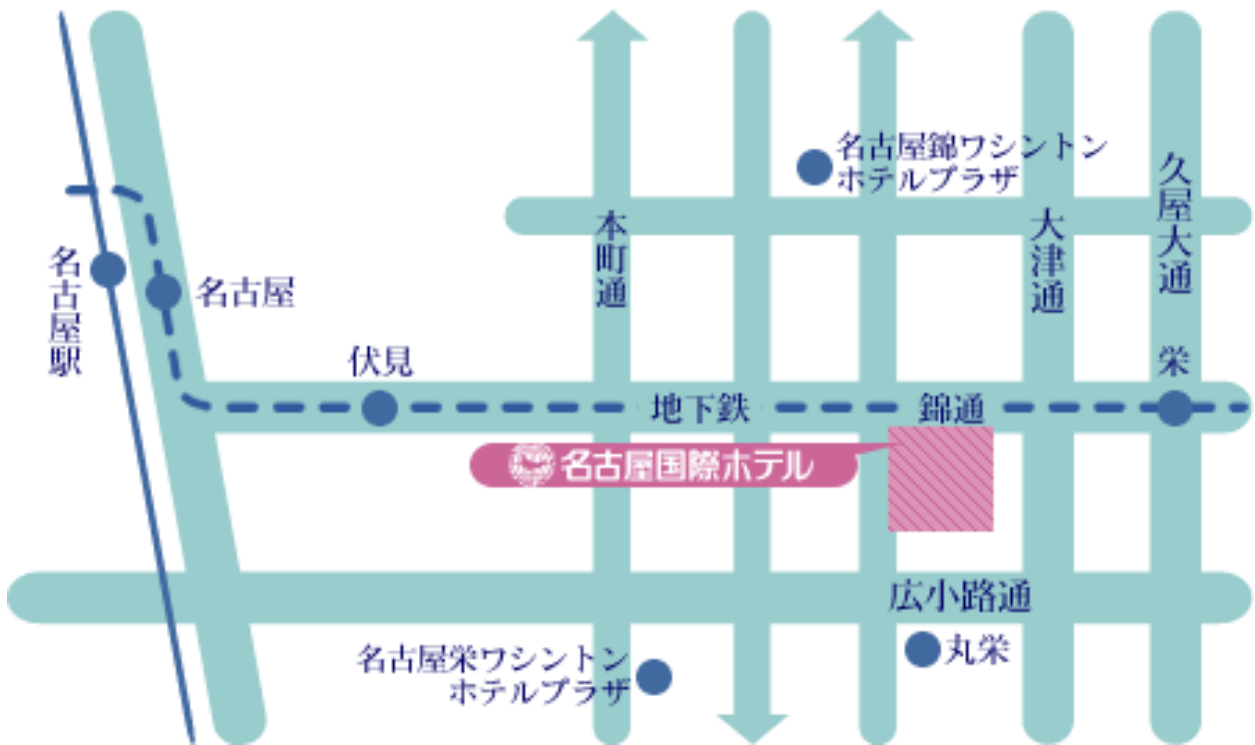 名古屋錦ワシントン
ホテルプラザ
久屋大通
本町通
大津通
名古屋駅
名古屋
伏見
栄
地下鉄
錦通
名古屋国際ホテル
広小路通
丸栄
名古屋栄ワシントン
ホテルプラザ